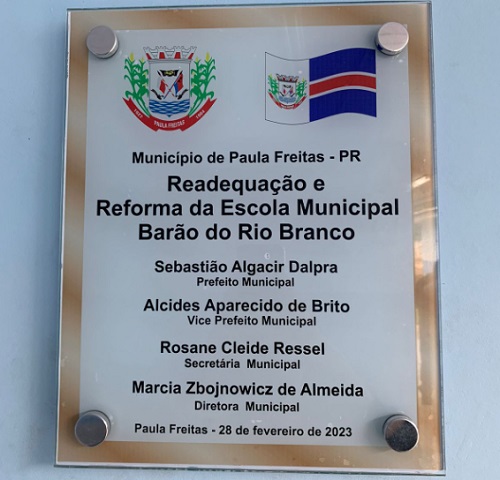 PAULA FREITAS
Município de Paula Freitas - PR
Readequação e
Reforma da Escola Municipal
Barão do Rio Branco
Sebastião Algacir Dalpra
Prefeito Municipal
Alcides Aparecido de Brito
Vice Prefeito Municipal
Rosane Cleide Ressel
Secretária Municipal
Marcia Zbojnowicz de Almeida
Diretora Municipal
Paula Freitas - 28 de fevereiro de 2023